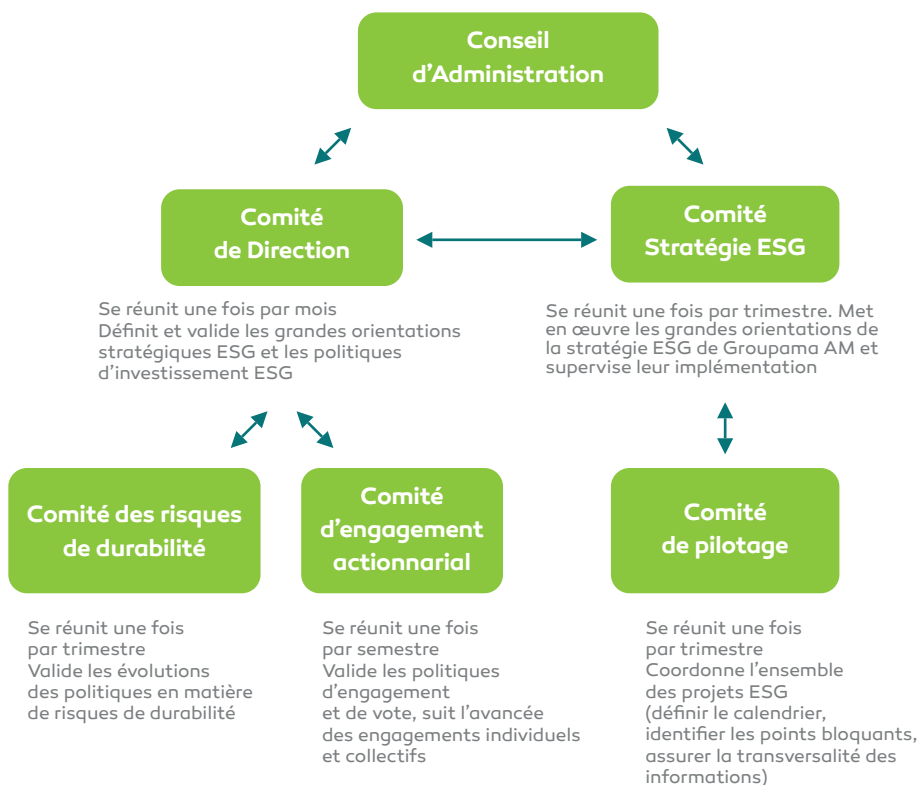 Conseil
d’Administration
Comité
de Direction
Comité
Stratégie ESG
Se réunit une fois par mois
Définit et valide les grandes orientations
stratégiques ESG et les politiques
d’investissement ESG
Se réunit une fois par trimestre. Met
en œuvre les grandes orientations de
la stratégie ESG de Groupama AM et
supervise leur implémentation
Comité des risques
de durabilité
Comité
d’engagement
actionnarial
Comité
de pilotage
Se réunit une fois
par trimestre
Valide les évolutions
des politiques en matière
de risques de durabilité
Se réunit une fois
par semestre
Valide les politiques
d’engagement
et de vote, suit l’avancée
des engagements individuels
et collectifs
Se réunit une fois
par trimestre
Coordonne l’ensemble
des projets ESG
(définir le calendrier,
identifier les points bloquants,
assurer la transversalité des
informations)